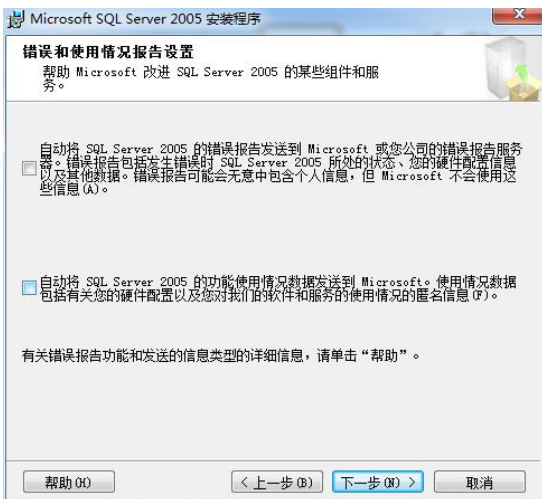 Microsoft SQL Server 2005 安装程序
错误和使用情况报告设置
帮助 Microsoft 改进 SQL Server 2005 的某些组件和服
务。
自动将 SQL Server 2005 的错误报告发送到 Microsoft 或您公司的错误报告服务
器。错误报告包括发生错误时 SQL Server 2005 所处的状态、您的硬件配置信息
以及其他数据。错误报告可能会无意中包含个人信息，但 Microsoft 不会使用这
些信息(A)。
自动将 SQL Server 2005 的功能使用情况数据发送到 Microsoft。使用情况数据
包括有关您的硬件配置以及您对我们的软件和服务的使用情况的匿名信息(F)。
有关错误报告功能和发送的信息类型的详细信息，请单击“帮助”。
帮助(H)
< 上一步(B)
下一步(N) >
取消